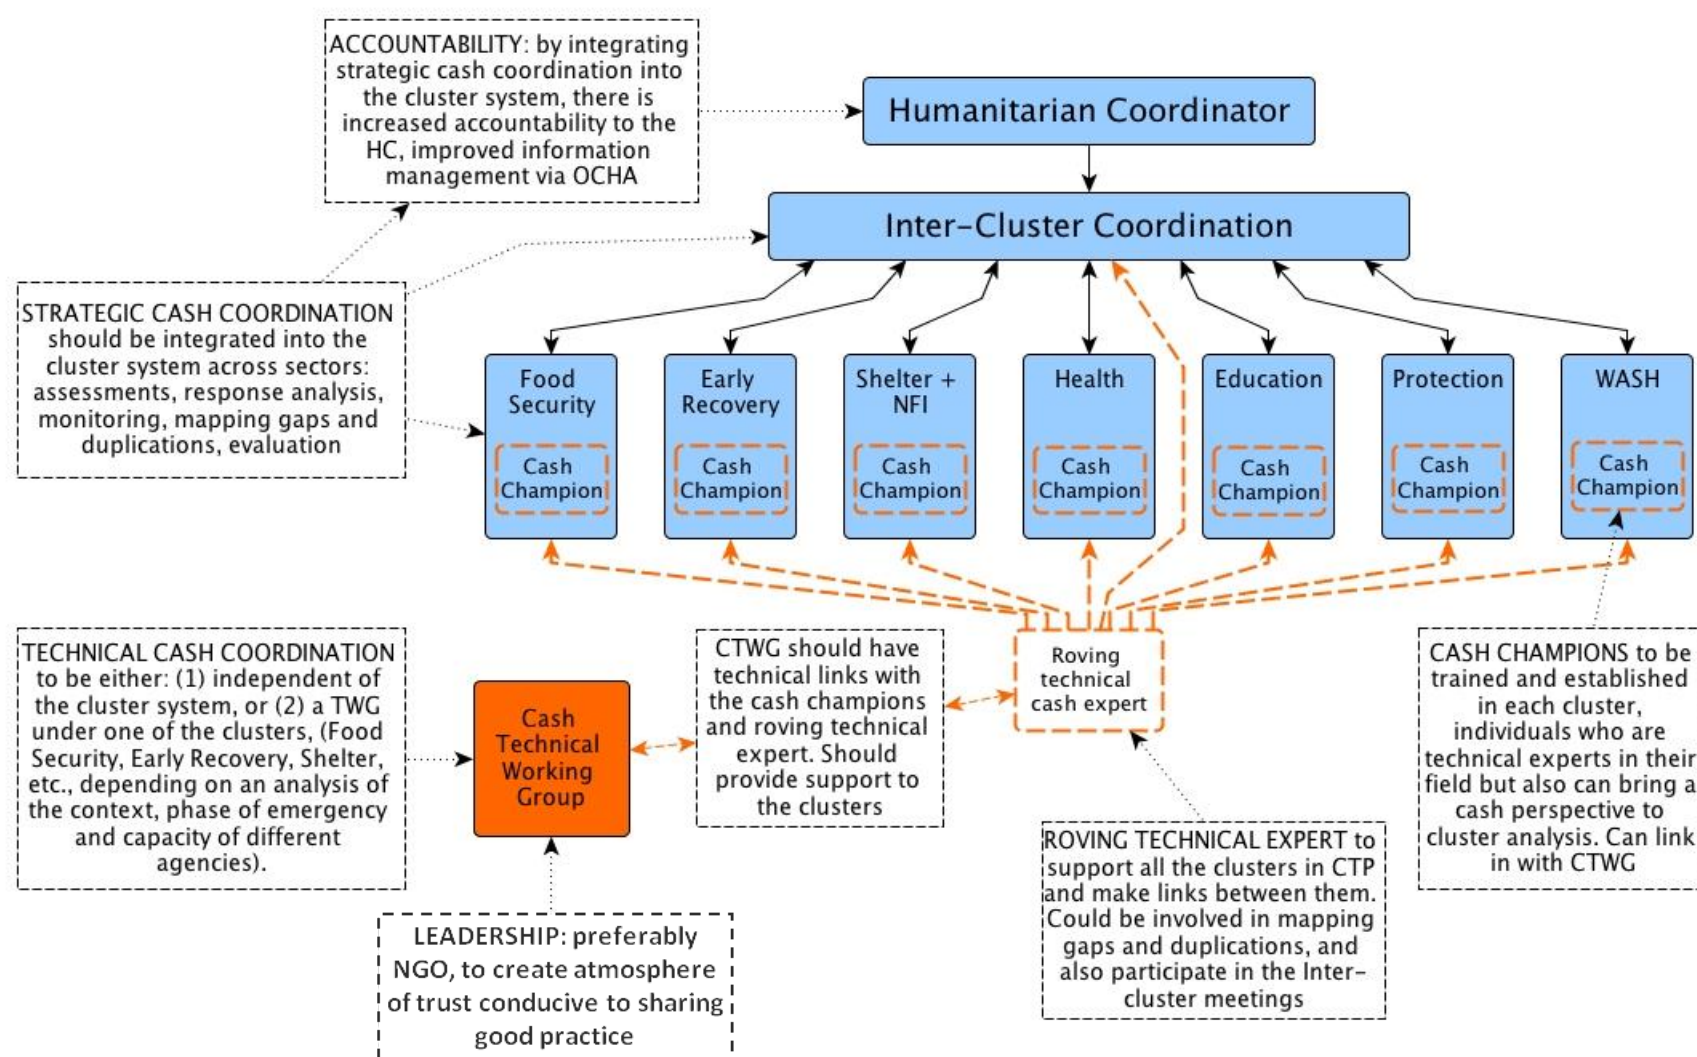 ACCOUNTABILITY: by integrating
strategic cash coordination into
the cluster system, there is
increased accountability to the
HC, improved information
management via OCHA
Humanitarian Coordinator
Inter-Cluster Coordination
STRATEGIC CASH COORDINATION
should be integrated into the
cluster system across sectors:
assessments, response analysis,
monitoring, mapping gaps and
duplications, evaluation
Food
Security
Cash
Champion
Early
Recovery
Cash
Champion
Shelter +
NFI
Cash
Champion
Health
Cash
Champion
Education
Cash
Champion
Protection
Cash
Champion
WASH
Cash
Champion
TECHNICAL CASH COORDINATION
to be either: (1) independent of
the cluster system, or (2) a TWG
under one of the clusters, (Food
Security, Early Recovery, Shelter,
etc., depending on an analysis of
the context, phase of emergency
and capacity of different
agencies).
Cash
Technical
Working
Group
CTWG should have
technical links with
the cash champions
and roving technical
expert. Should
provide support to
the clusters
Roving
technical
cash expert
CASH CHAMPIONS to be
trained and established
in each cluster,
individuals who are
technical experts in their
field but also can bring a
cash perspective to
cluster analysis. Can link
in with CTWG
ROVING TECHNICAL EXPERT to
support all the clusters in CTP
and make links between them.
Could be involved in mapping
gaps and duplications, and
also participate in the Inter-
cluster meetings
LEADERSHIP: preferably
NGO, to create atmosphere
of trust conducive to sharing
good practice